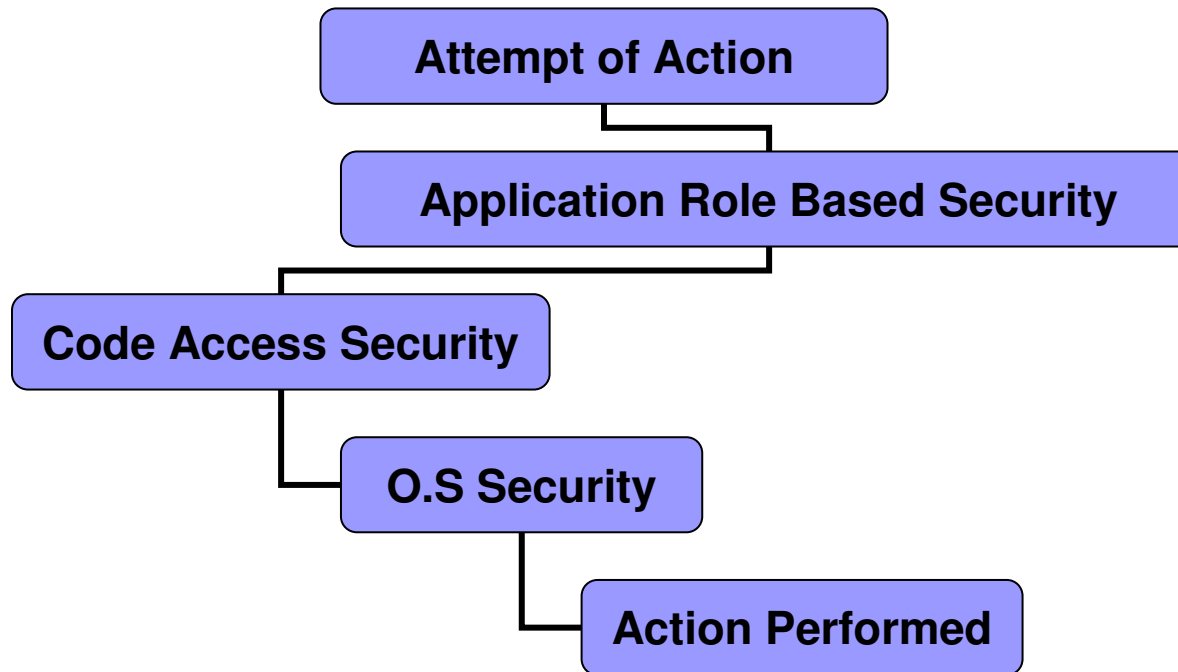 Attempt of Action
Application Role Based Security
Code Access Security
O.S Security
Action Performed